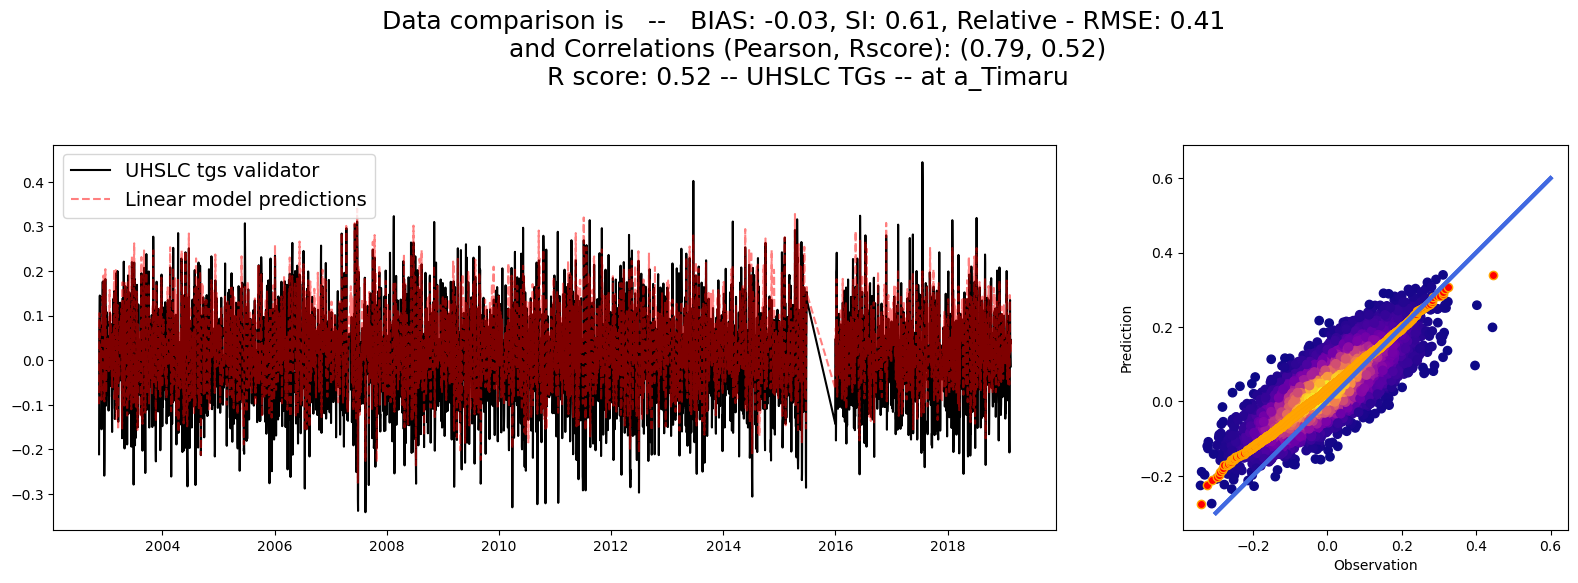 Data comparison is   --   BIAS: -0.03, SI: 0.61, Relative - RMSE: 0.41
and Correlations (Pearson, Rscore): (0.79, 0.52)
R score: 0.52 -- UHSLC TGs -- at a_Timaru
UHSLC tgs validator
Linear model predictions
0.4
0.3
0.2
0.1
0.0
−0.1
−0.2
−0.3
2004 2006 2008 2010 2012 2014 2016 2018
Prediction
0.6
0.4
0.2
0.0
−0.2
−0.2 0.0 0.2 0.4 0.6
Observation